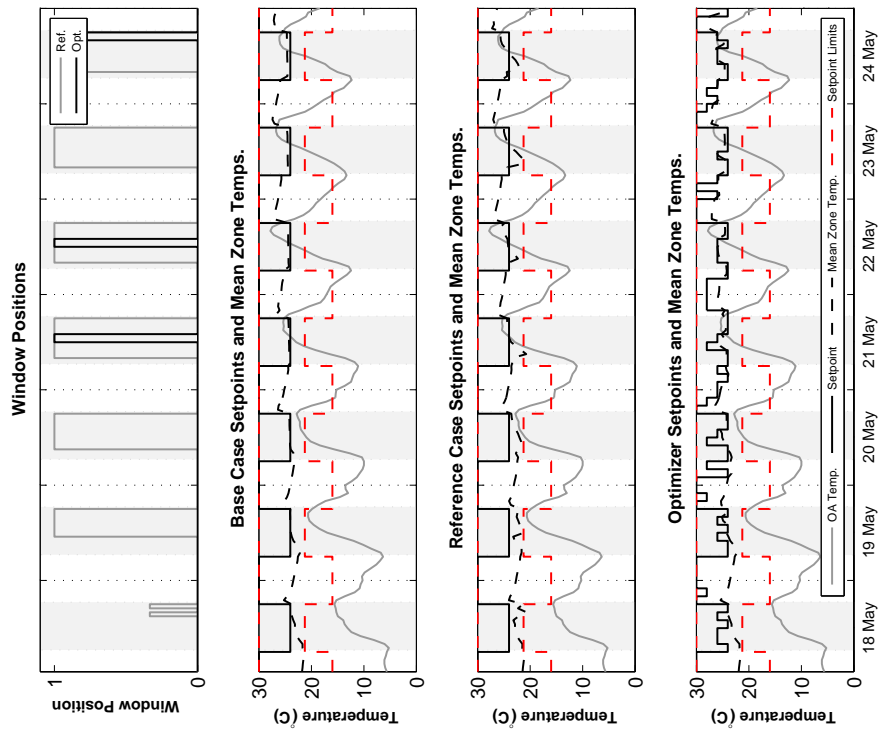 Window Positions
1
0
Window Position
Ref.
Opt.
Base Case Setpoints and Mean Zone Temps.
30
20
10
0
Temperature (°C)
Reference Case Setpoints and Mean Zone Temps.
30
20
10
0
Temperature (°C)
Optimizer Setpoints and Mean Zone Temps.
30
20
10
0
Temperature (°C)
OA Temp.
Setpoint
Mean Zone Temp.
Setpoint Limits
18 May
19 May
20 May
21 May
22 May
23 May
24 May